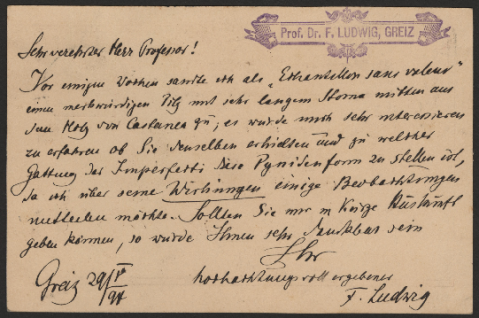 Prof. Dr. F. LUDWIG, GREIZ
Sehr verehrter Herr Professor!
Vor einigen Wochen sandte ich als „Echantillon sans valeur“
einen merkwürdigen Pilz mit sehr langem Stoma mitten aus
dem Holz von Castanea zu; es würde mich sehr interessieren
zu erfahren ob Sie denselben erhielten und zu welcher
Gattung der Imperfecti diese Pycnidenform zu stellen ist,
da ich über seine Wirkungen einige Beobachtungen
mitteilen möchte. Sollten Sie mir in Kürze Auskunft
geben können, so würde Ihnen sehr dankbar sein
Ihr
hochachtungsvoll ergebener
Greiz 29/ /94 F. Ludwig